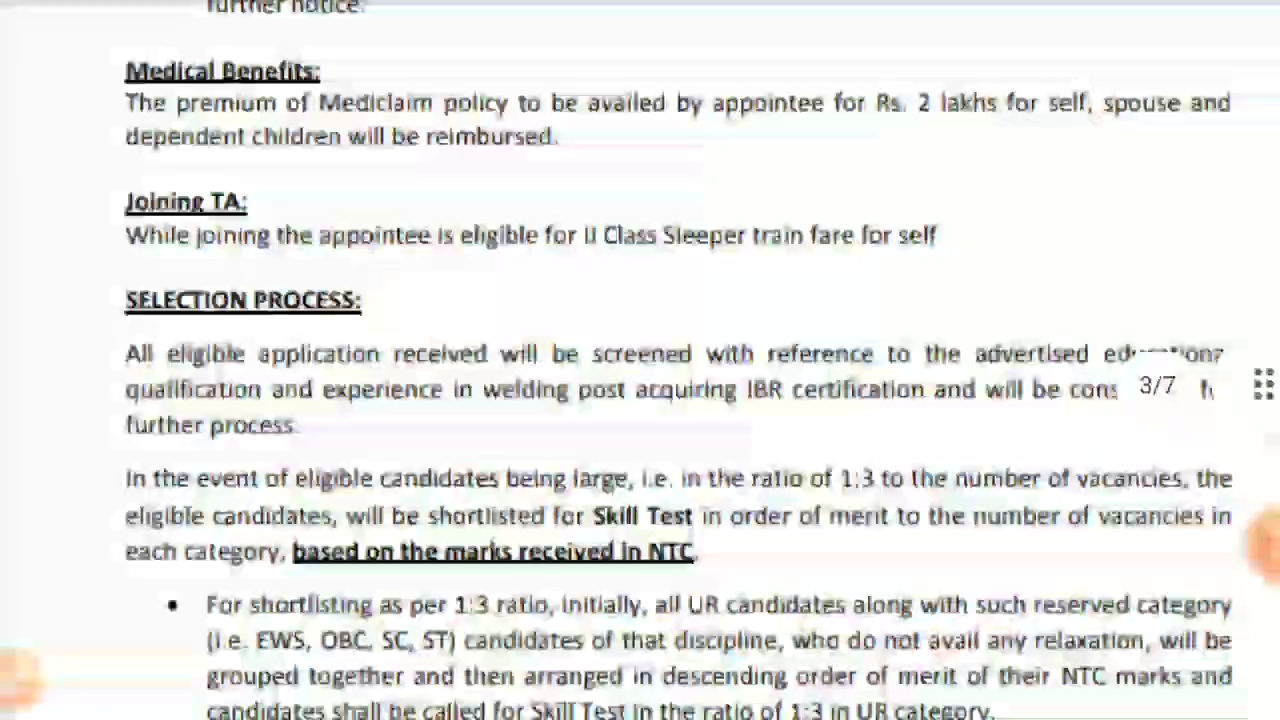 further notice.
Medical Benefits:
The premium of Mediclaim policy to be availed by appointee for Rs. 2 lakhs for self, spouse and
dependent children will be reimbursed.
Joining TA:
While joining the appointee is eligible for II Class Sleeper train fare for self
SELECTION PROCESS:
All eligible application received will be screened with reference to the advertised
qualification and experience in welding post acquiring IBR certification and will be
3/7
further process.
In the event of eligible candidates being large, i.e. in the ratio of 1:3 to the number of vacancies, the
eligible candidates, will be shortlisted for Skill Test in order of merit to the number of vacancies in
each category, based on the marks received in NTC.
• For shortlisting as per 1:3 ratio, initially, all UR candidates along with such reserved category
(i.e. EWS, OBC, SC, ST) candidates of that discipline, who do not avail any relaxation, will be
grouped together and then arranged in descending order of merit of their NTC marks and
candidates shall be called for Skill Test in the ratio of 1:3 in UR category.